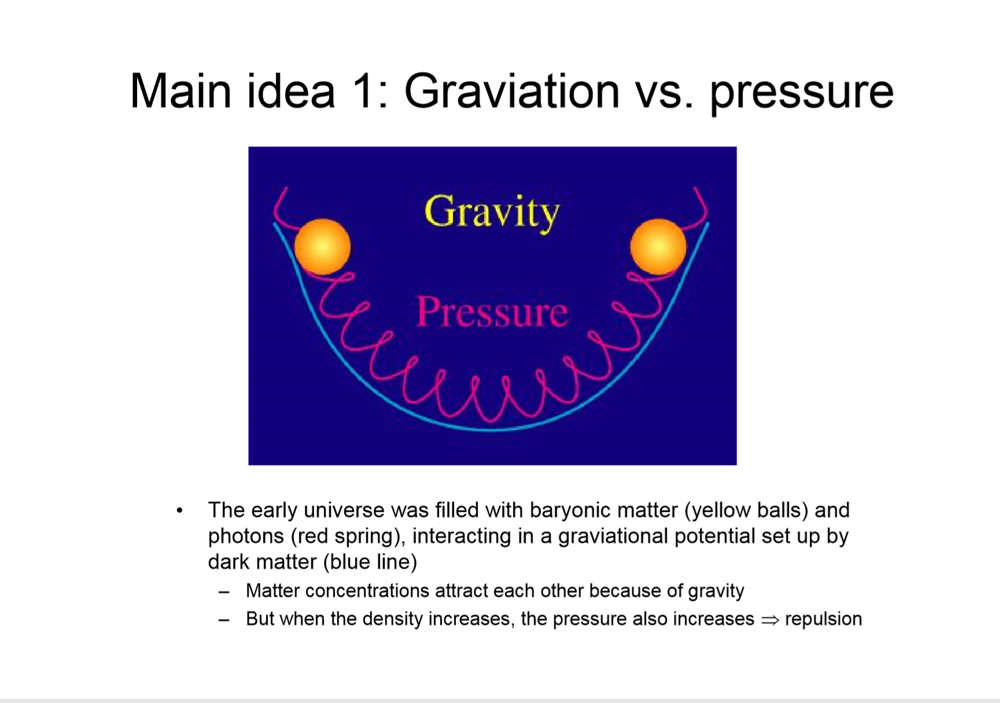 Main idea 1: Graviation vs. pressure
Gravity
Pressure
• The early universe was filled with baryonic matter (yellow balls) and
photons (red spring), interacting in a graviational potential set up by
dark matter (blue line)
– Matter concentrations attract each other because of gravity
– But when the density increases, the pressure also increases ⇒ repulsion